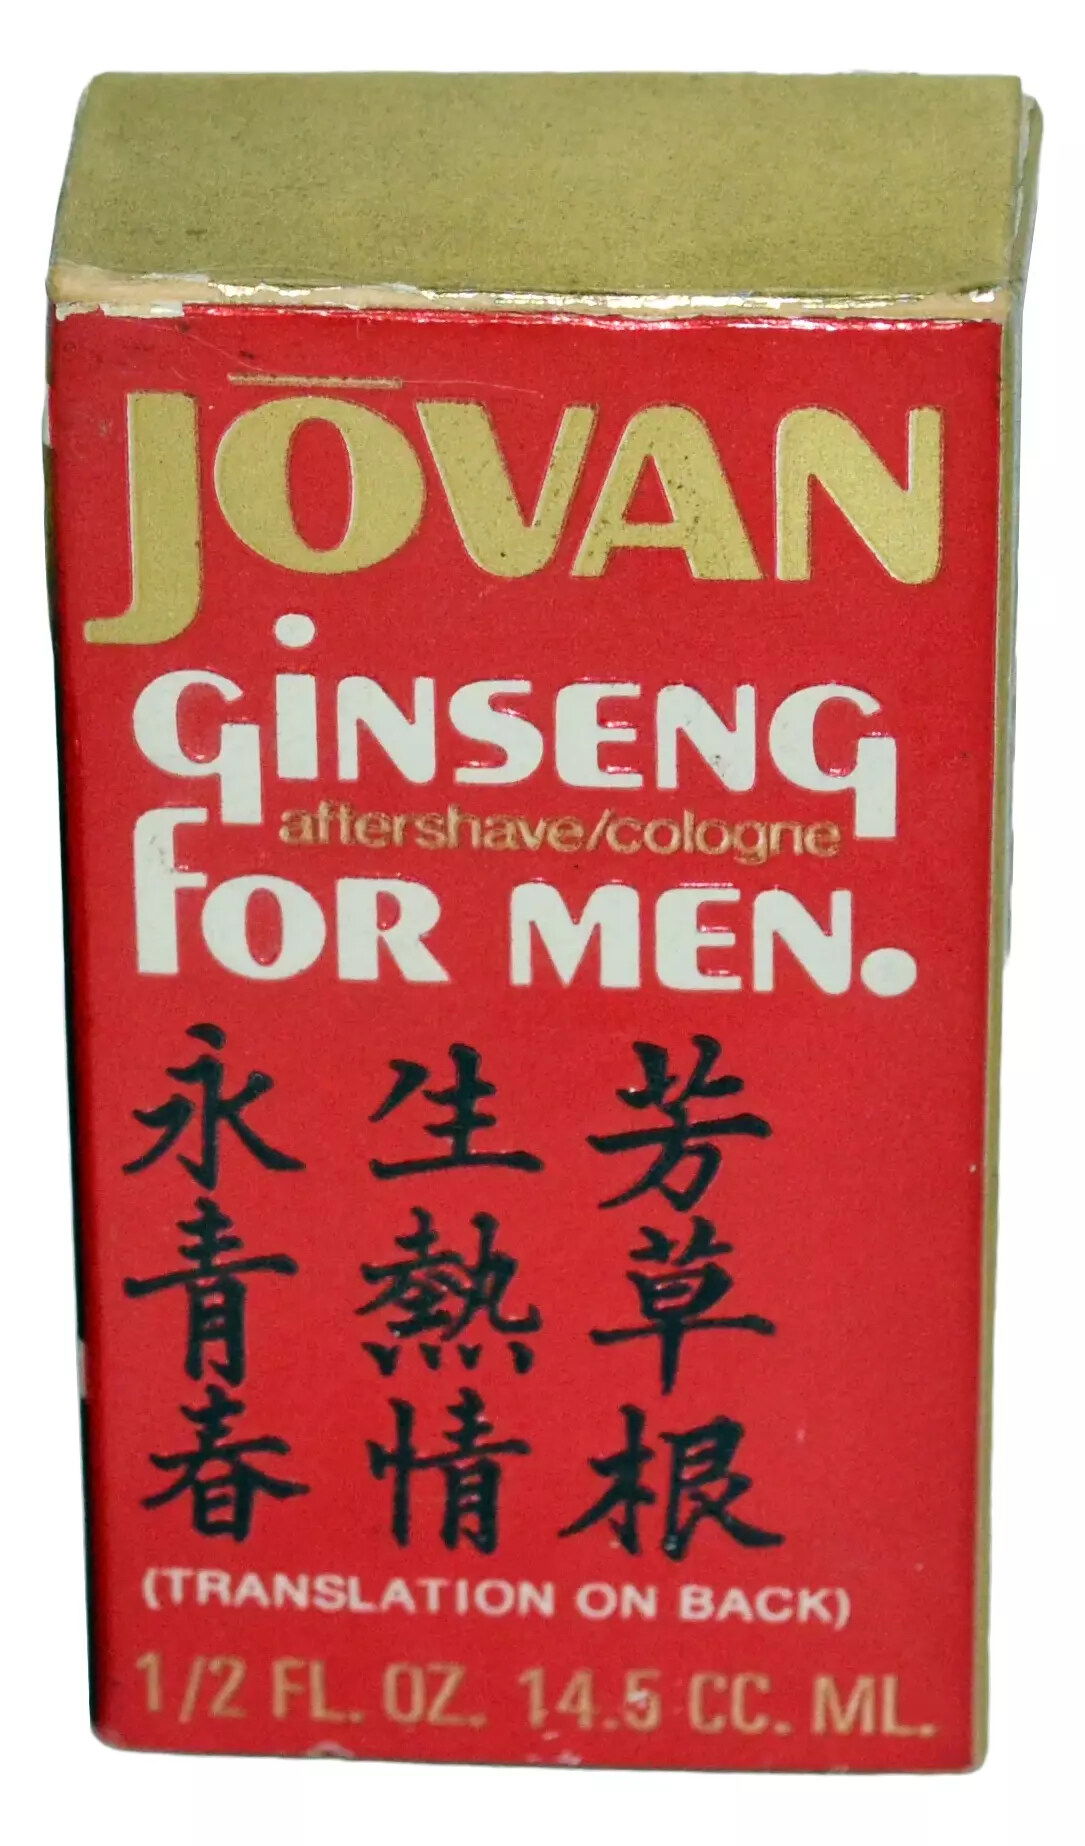 JŌVAN
GINSENG
aftershave/cologne
FOR MEN.
芳草根
生熱情
永青春
(TRANSLATION ON BACK)
1/2 FL. OZ. 14.5 CC. ML.